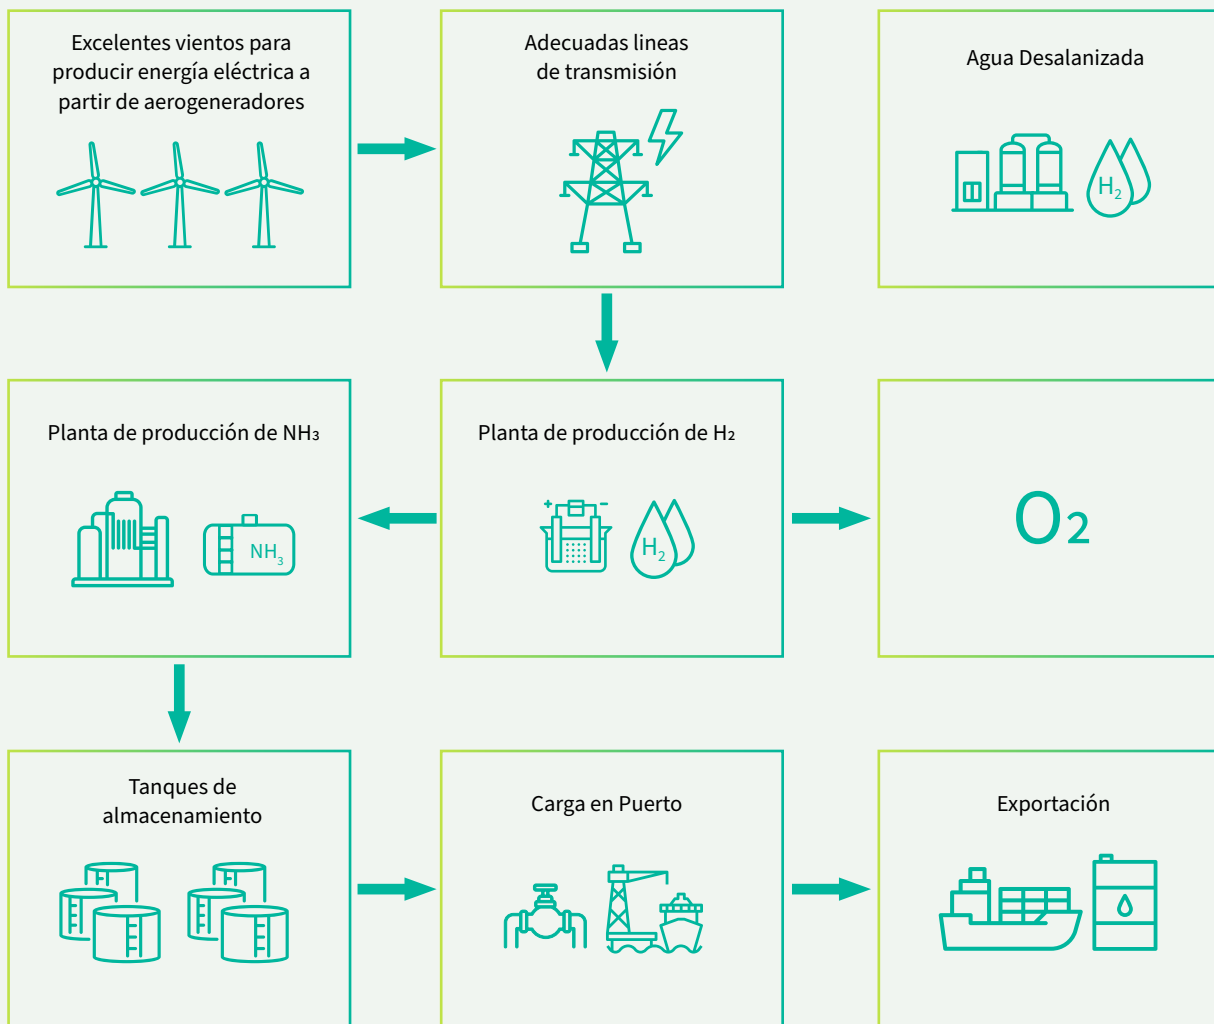 Excelentes vientos para
producir energía eléctrica a
partir de aerogeneradores
Adecuadas lineas
de transmisión
Agua Desalanizada
H₂
Planta de producción de NH₃
NH₃
Planta de producción de H₂
+ −
H₂
O₂
Tanques de
almacenamiento
Carga en Puerto
Exportación